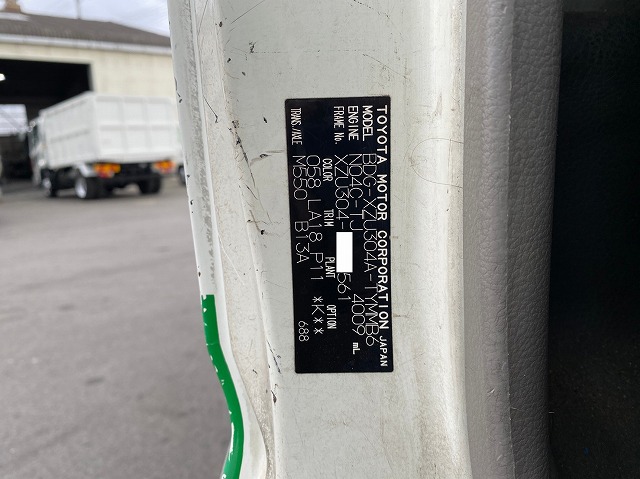 TOYOTA MOTOR CORPORATION JAPAN
MODEL BDG-XZU304A-TYMMB6
ENGINE N04C-TJ 4009 mL
FRAME No. XZU304- 561
COLOR TRIM PLANT OPTION
058 LA18 P11 *K**
TRANS./AXLE M550 B13A 688